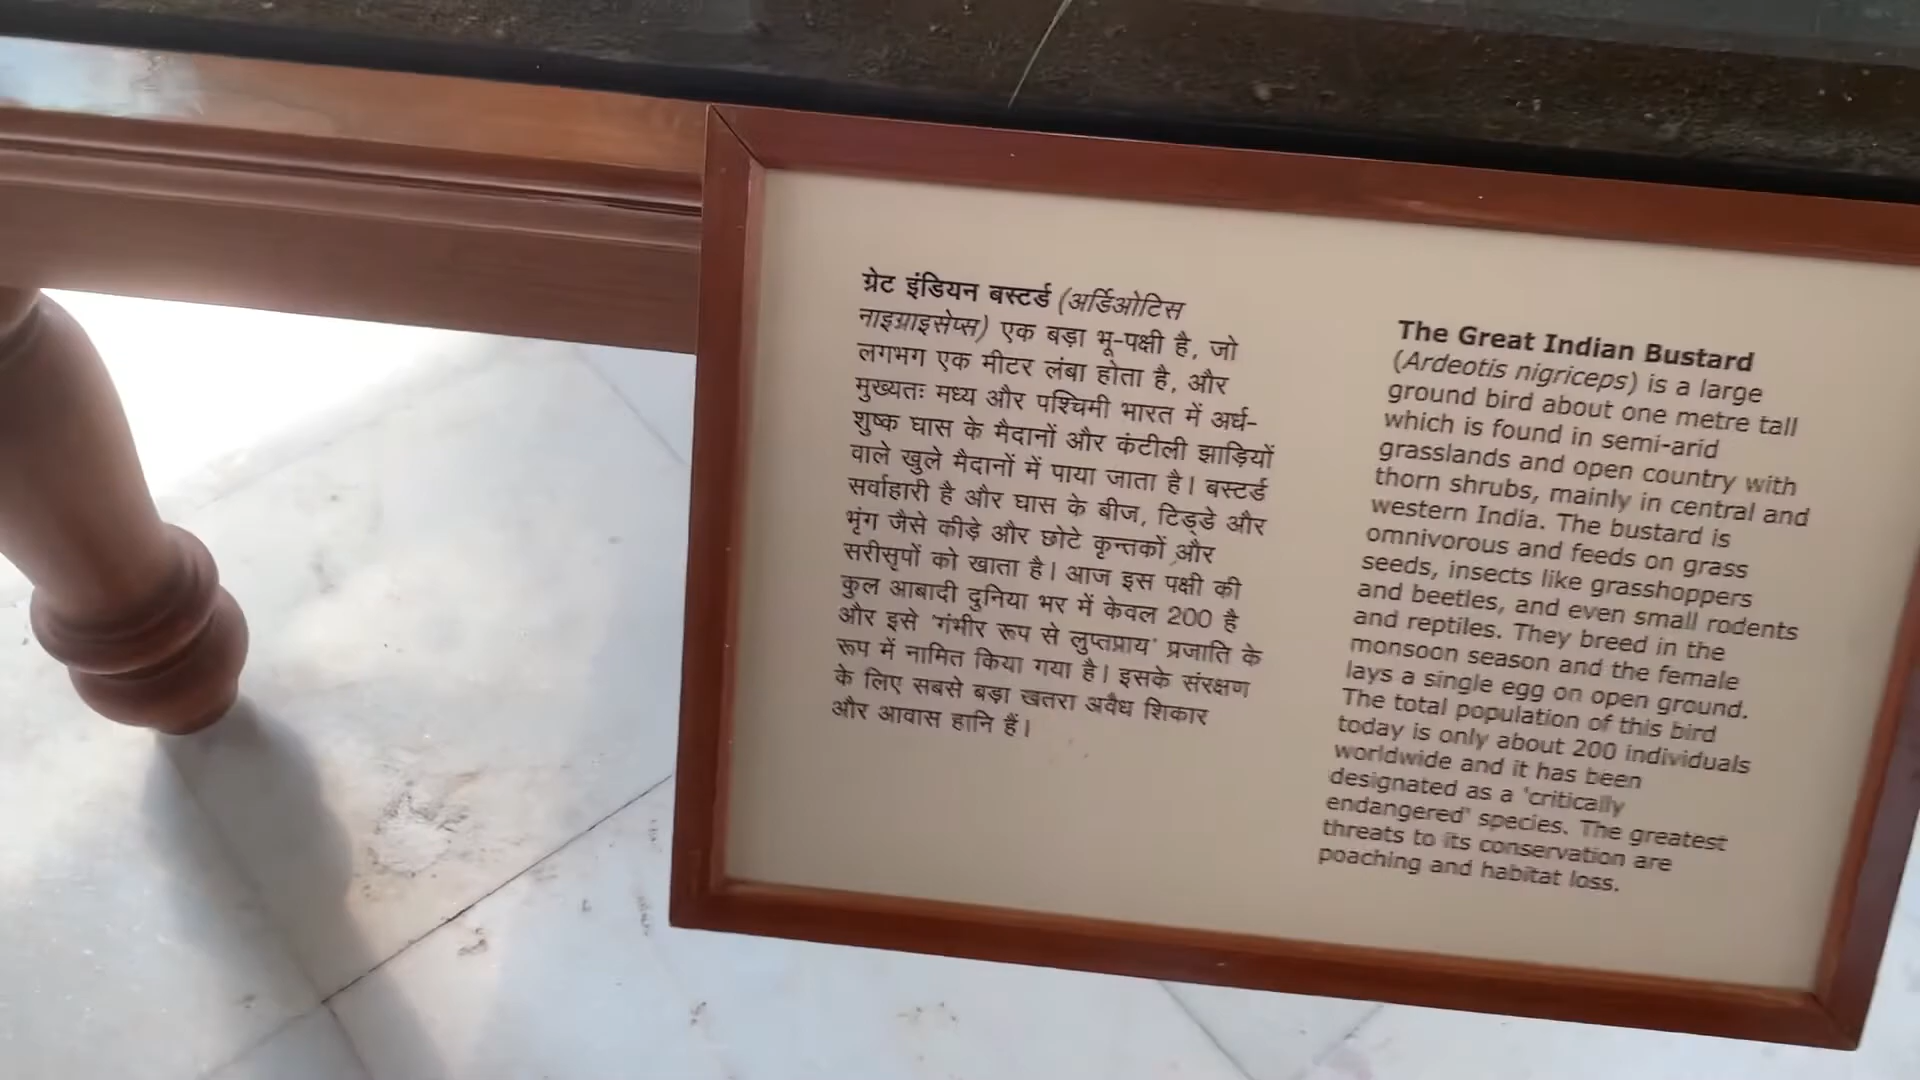 ग्रेट इंडियन बस्टर्ड (अर्डिओटिस
नाइग्राइसेप्स) एक बड़ा भू-पक्षी है, जो
लगभग एक मीटर लंबा होता है, और
मुख्यतः मध्य और पश्चिमी भारत में अर्ध-
शुष्क घास के मैदानों और कंटीली झाड़ियों
वाले खुले मैदानों में पाया जाता है। बस्टर्ड
सर्वाहारी है और घास के बीज, टिड्डे और
भृंग जैसे कीड़े और छोटे कृन्तकों और
सरीसृपों को खाता है। आज इस पक्षी की
कुल आबादी दुनिया भर में केवल 200 है
और इसे 'गंभीर रूप से लुप्तप्राय' प्रजाति के
रूप में नामित किया गया है। इसके संरक्षण
के लिए सबसे बड़ा खतरा अवैध शिकार
और आवास हानि हैं।
The Great Indian Bustard
(Ardeotis nigriceps) is a large
ground bird about one metre tall
which is found in semi-arid
grasslands and open country with
thorn shrubs, mainly in central and
western India. The bustard is
omnivorous and feeds on grass
seeds, insects like grasshoppers
and beetles, and even small rodents
and reptiles. They breed in the
monsoon season and the female
lays a single egg on open ground.
The total population of this bird
today is only about 200 individuals
worldwide and it has been
designated as a 'critically
endangered' species. The greatest
threats to its conservation are
poaching and habitat loss.